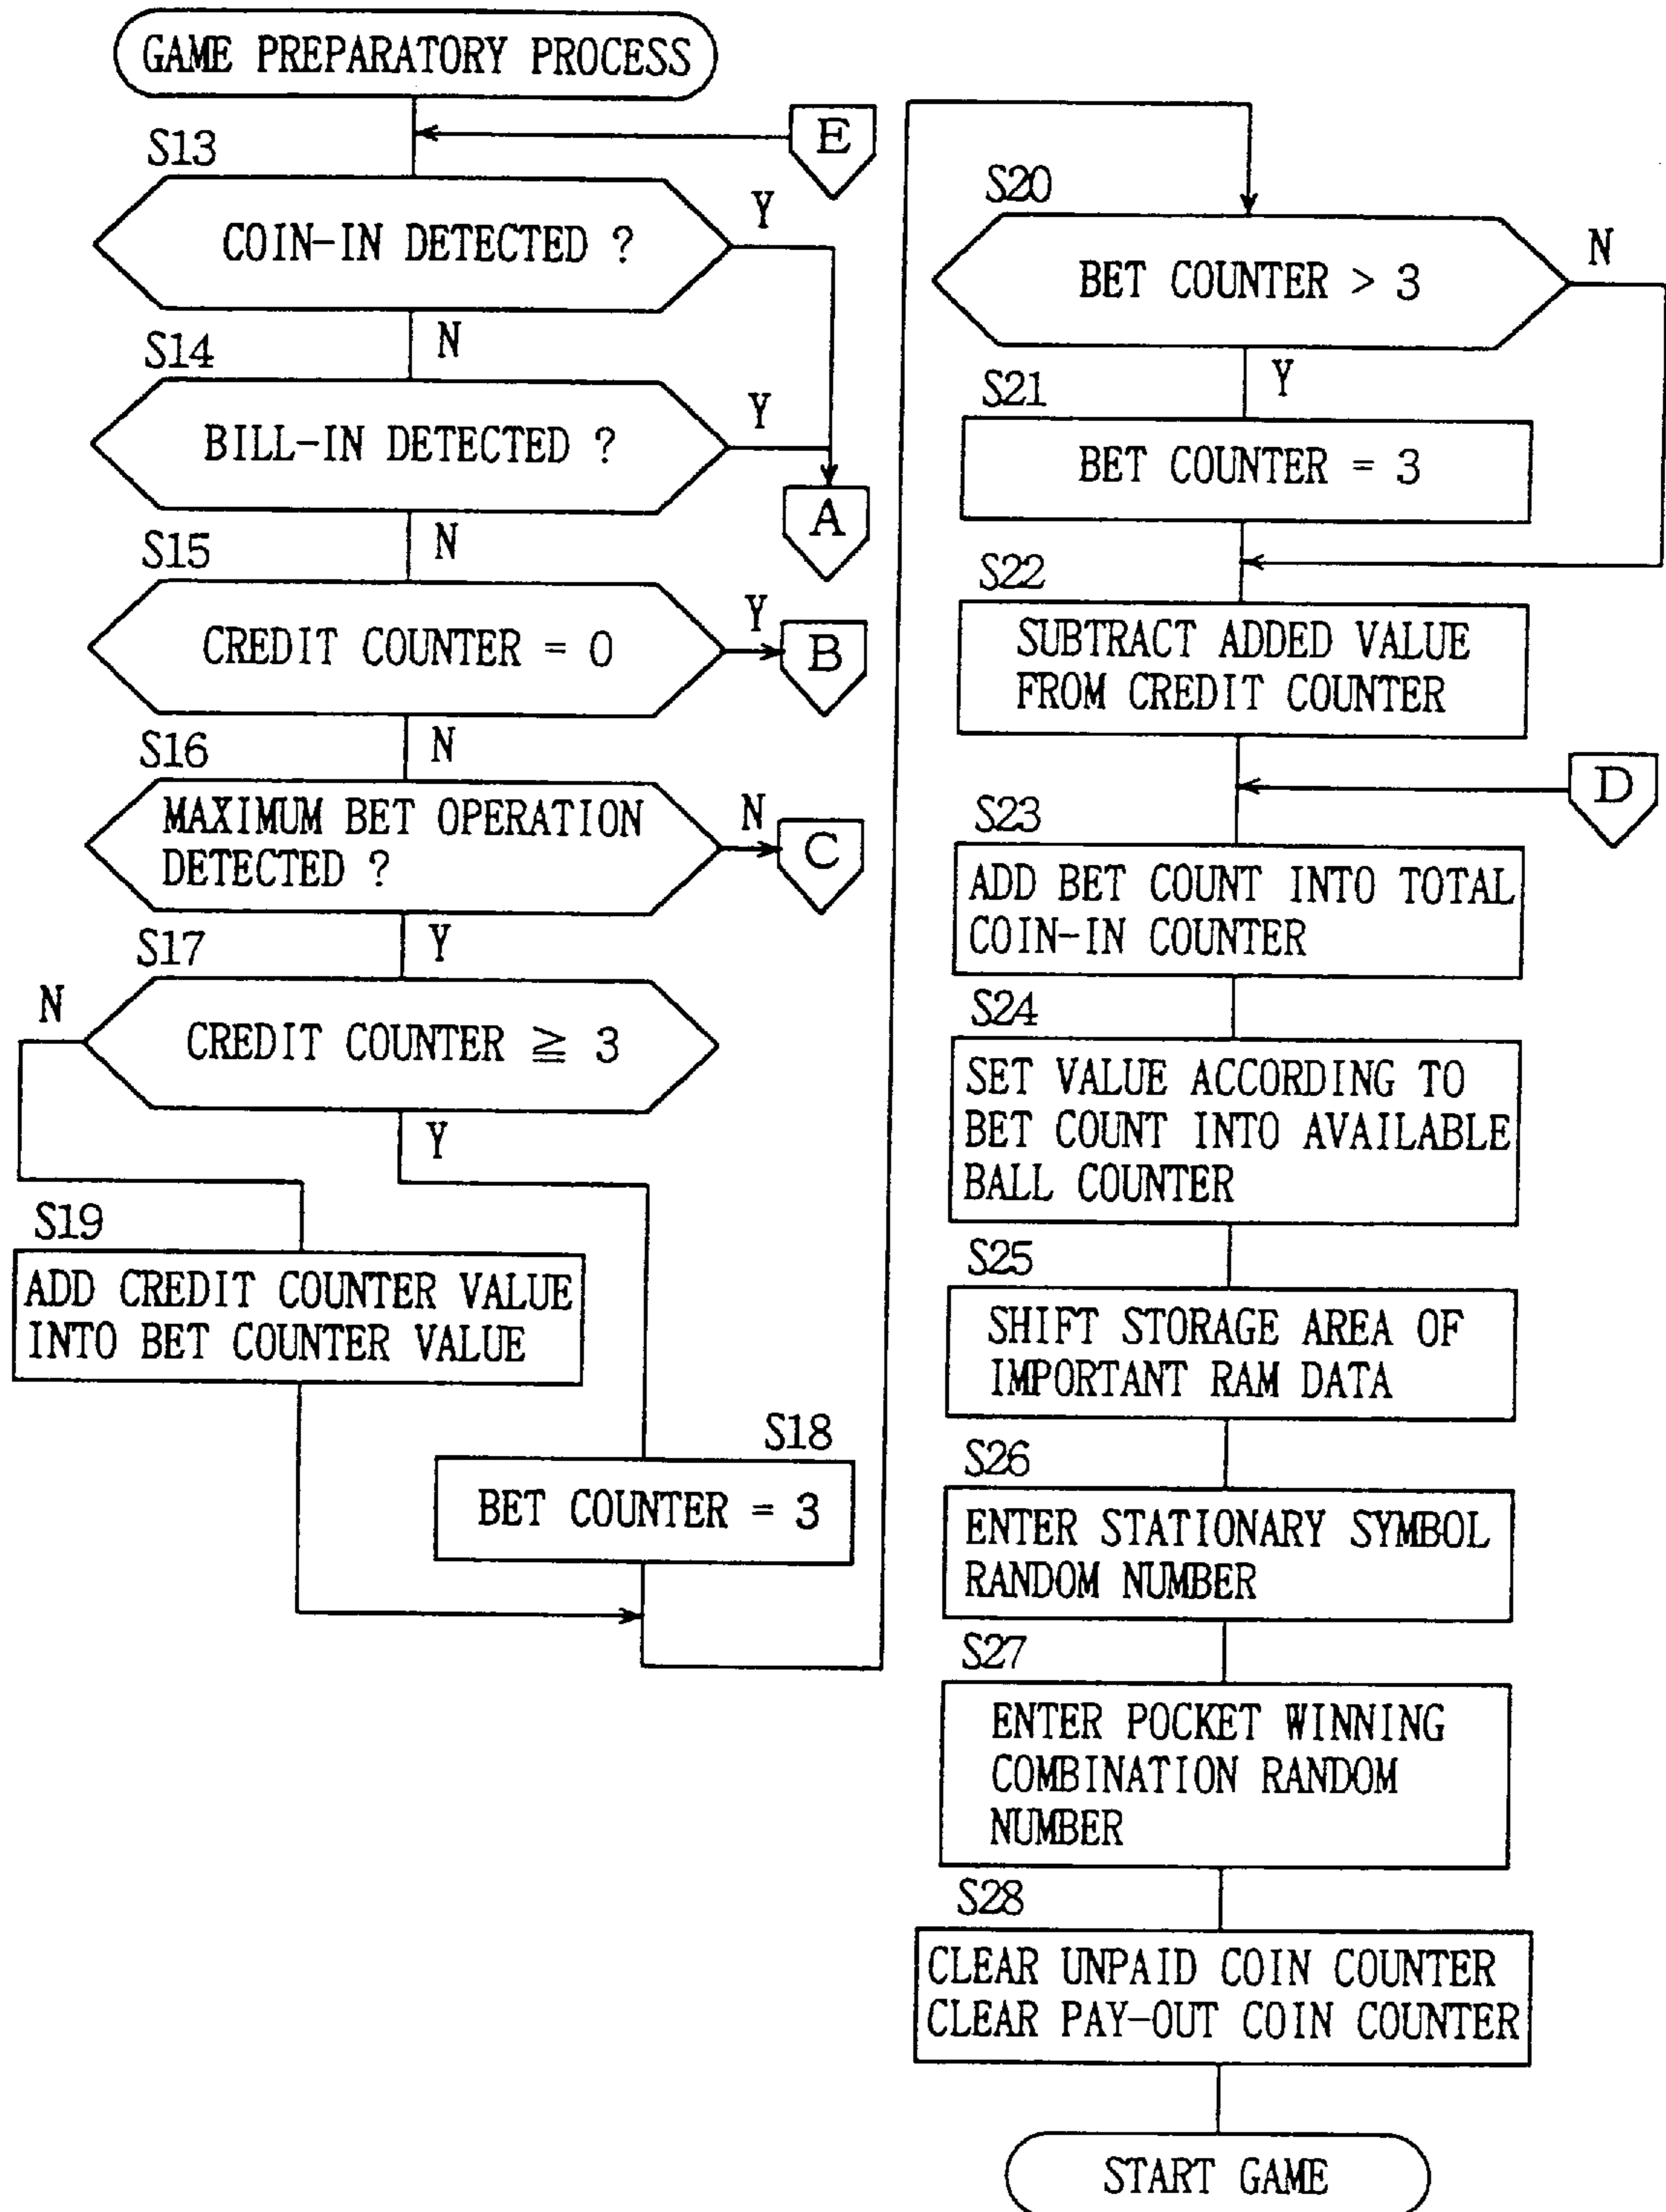 GAME PREPARATORY PROCESS
E
S13
COIN-IN DETECTED ?
Y
N
S14
BILL-IN DETECTED ?
Y
A
N
S15
CREDIT COUNTER = 0
Y
B
N
S16
MAXIMUM BET OPERATION
DETECTED ?
N
C
Y
S17
N
CREDIT COUNTER ≧ 3
Y
S19
ADD CREDIT COUNTER VALUE
INTO BET COUNTER VALUE
S18
BET COUNTER = 3
S20
BET COUNTER > 3
N
Y
S21
BET COUNTER = 3
S22
SUBTRACT ADDED VALUE
FROM CREDIT COUNTER
D
S23
ADD BET COUNT INTO TOTAL
COIN-IN COUNTER
S24
SET VALUE ACCORDING TO
BET COUNT INTO AVAILABLE
BALL COUNTER
S25
SHIFT STORAGE AREA OF
IMPORTANT RAM DATA
S26
ENTER STATIONARY SYMBOL
RANDOM NUMBER
S27
ENTER POCKET WINNING
COMBINATION RANDOM
NUMBER
S28
CLEAR UNPAID COIN COUNTER
CLEAR PAY-OUT COIN COUNTER
START GAME